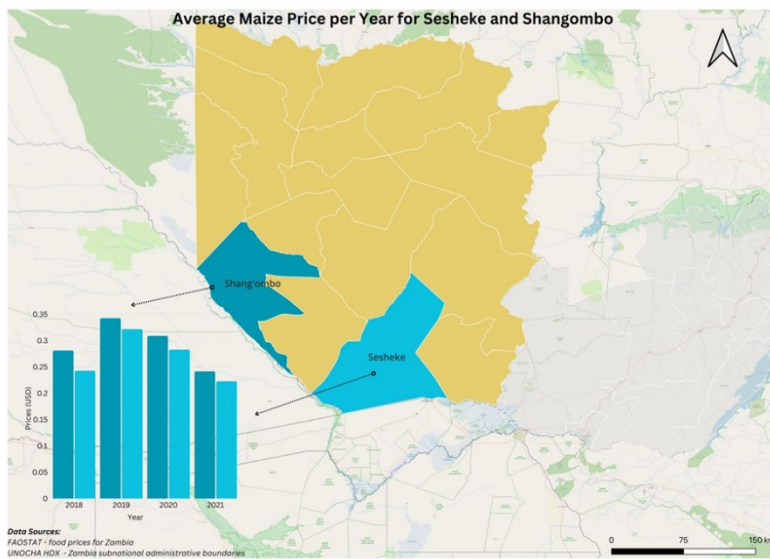 Average Maize Price per Year for Sesheke and Shangombo
Shang'ombo
Sesheke
0.35
0.3
0.25
0.2
0.15
0.1
0.05
0
Prices (USD)
2018
2019
2020
2021
Year
Data Sources:
FAOSTAT - food prices for Zambia
UNOCHA HDX - Zambia subnational administrative boundaries
0
75
150 km